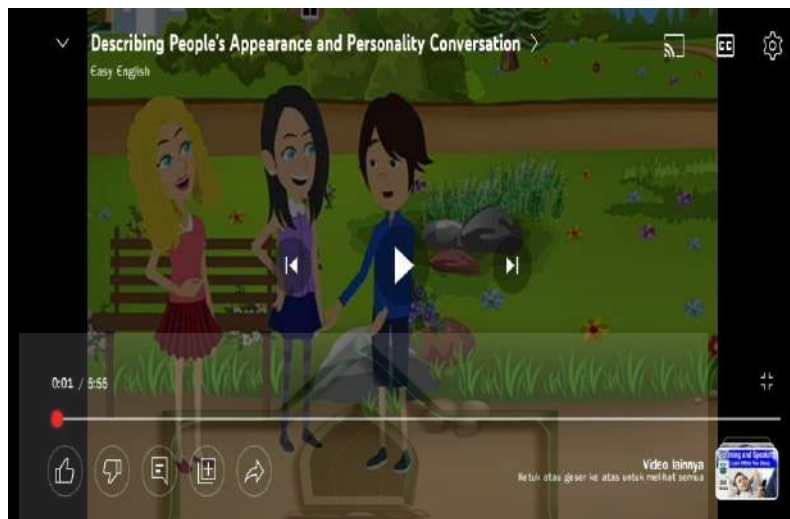 Describing People's Appearance and Personality Conversation
Easy English
CC
0:01 / 5:55
Video lainnya
Ketuk atau geser ke atas untuk melihat semua